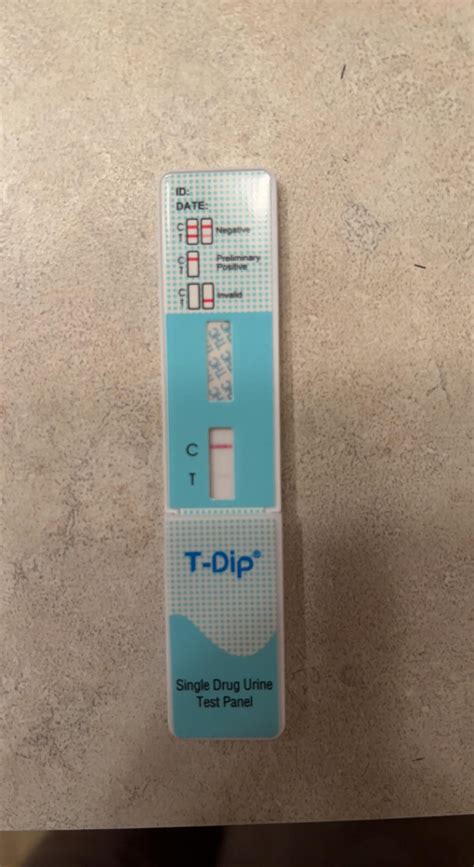 ID:
DATE:
C
T
Negative
C
T
Preliminary
Positive
C
T
Invalid
C
T
T-Dip®
Single Drug Urine
Test Panel